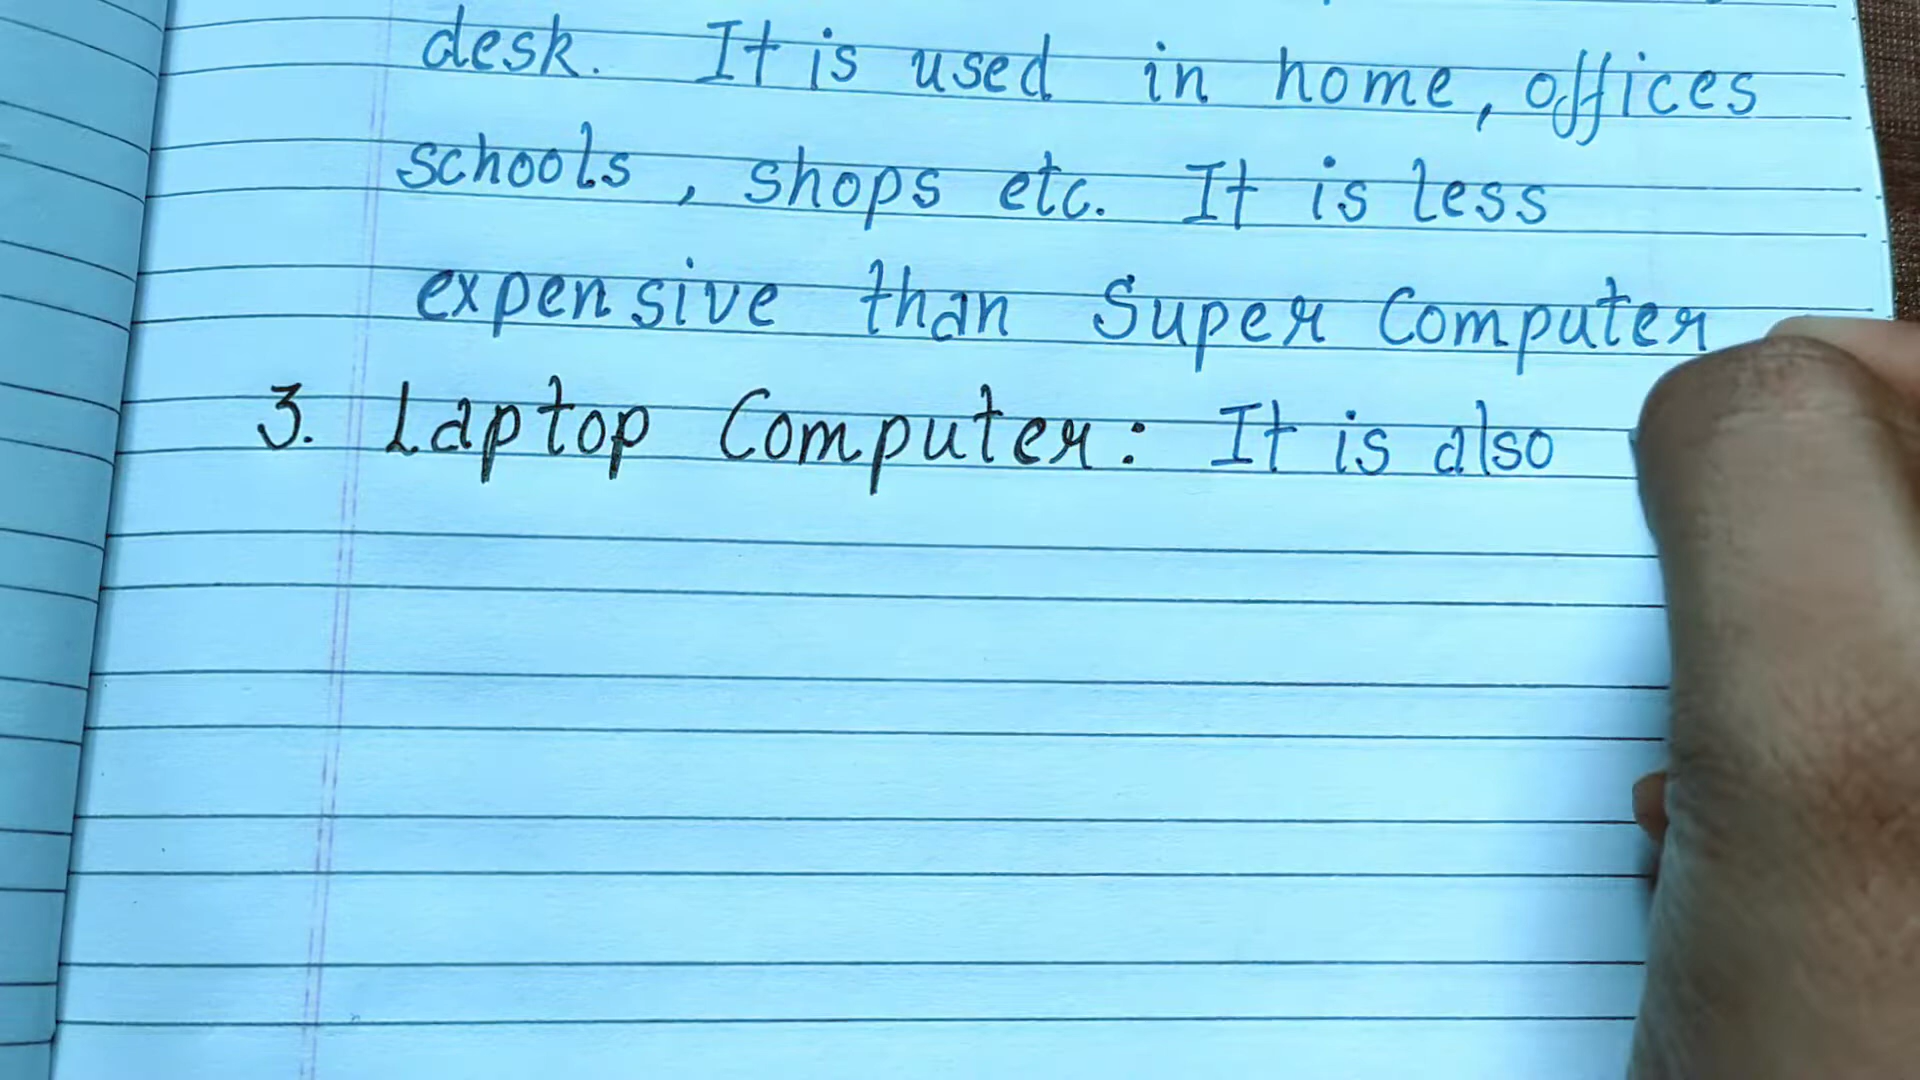 desk. It is used in home, offices
schools, shops etc. It is less
expensive than Super Computer
3. Laptop Computer: It is also